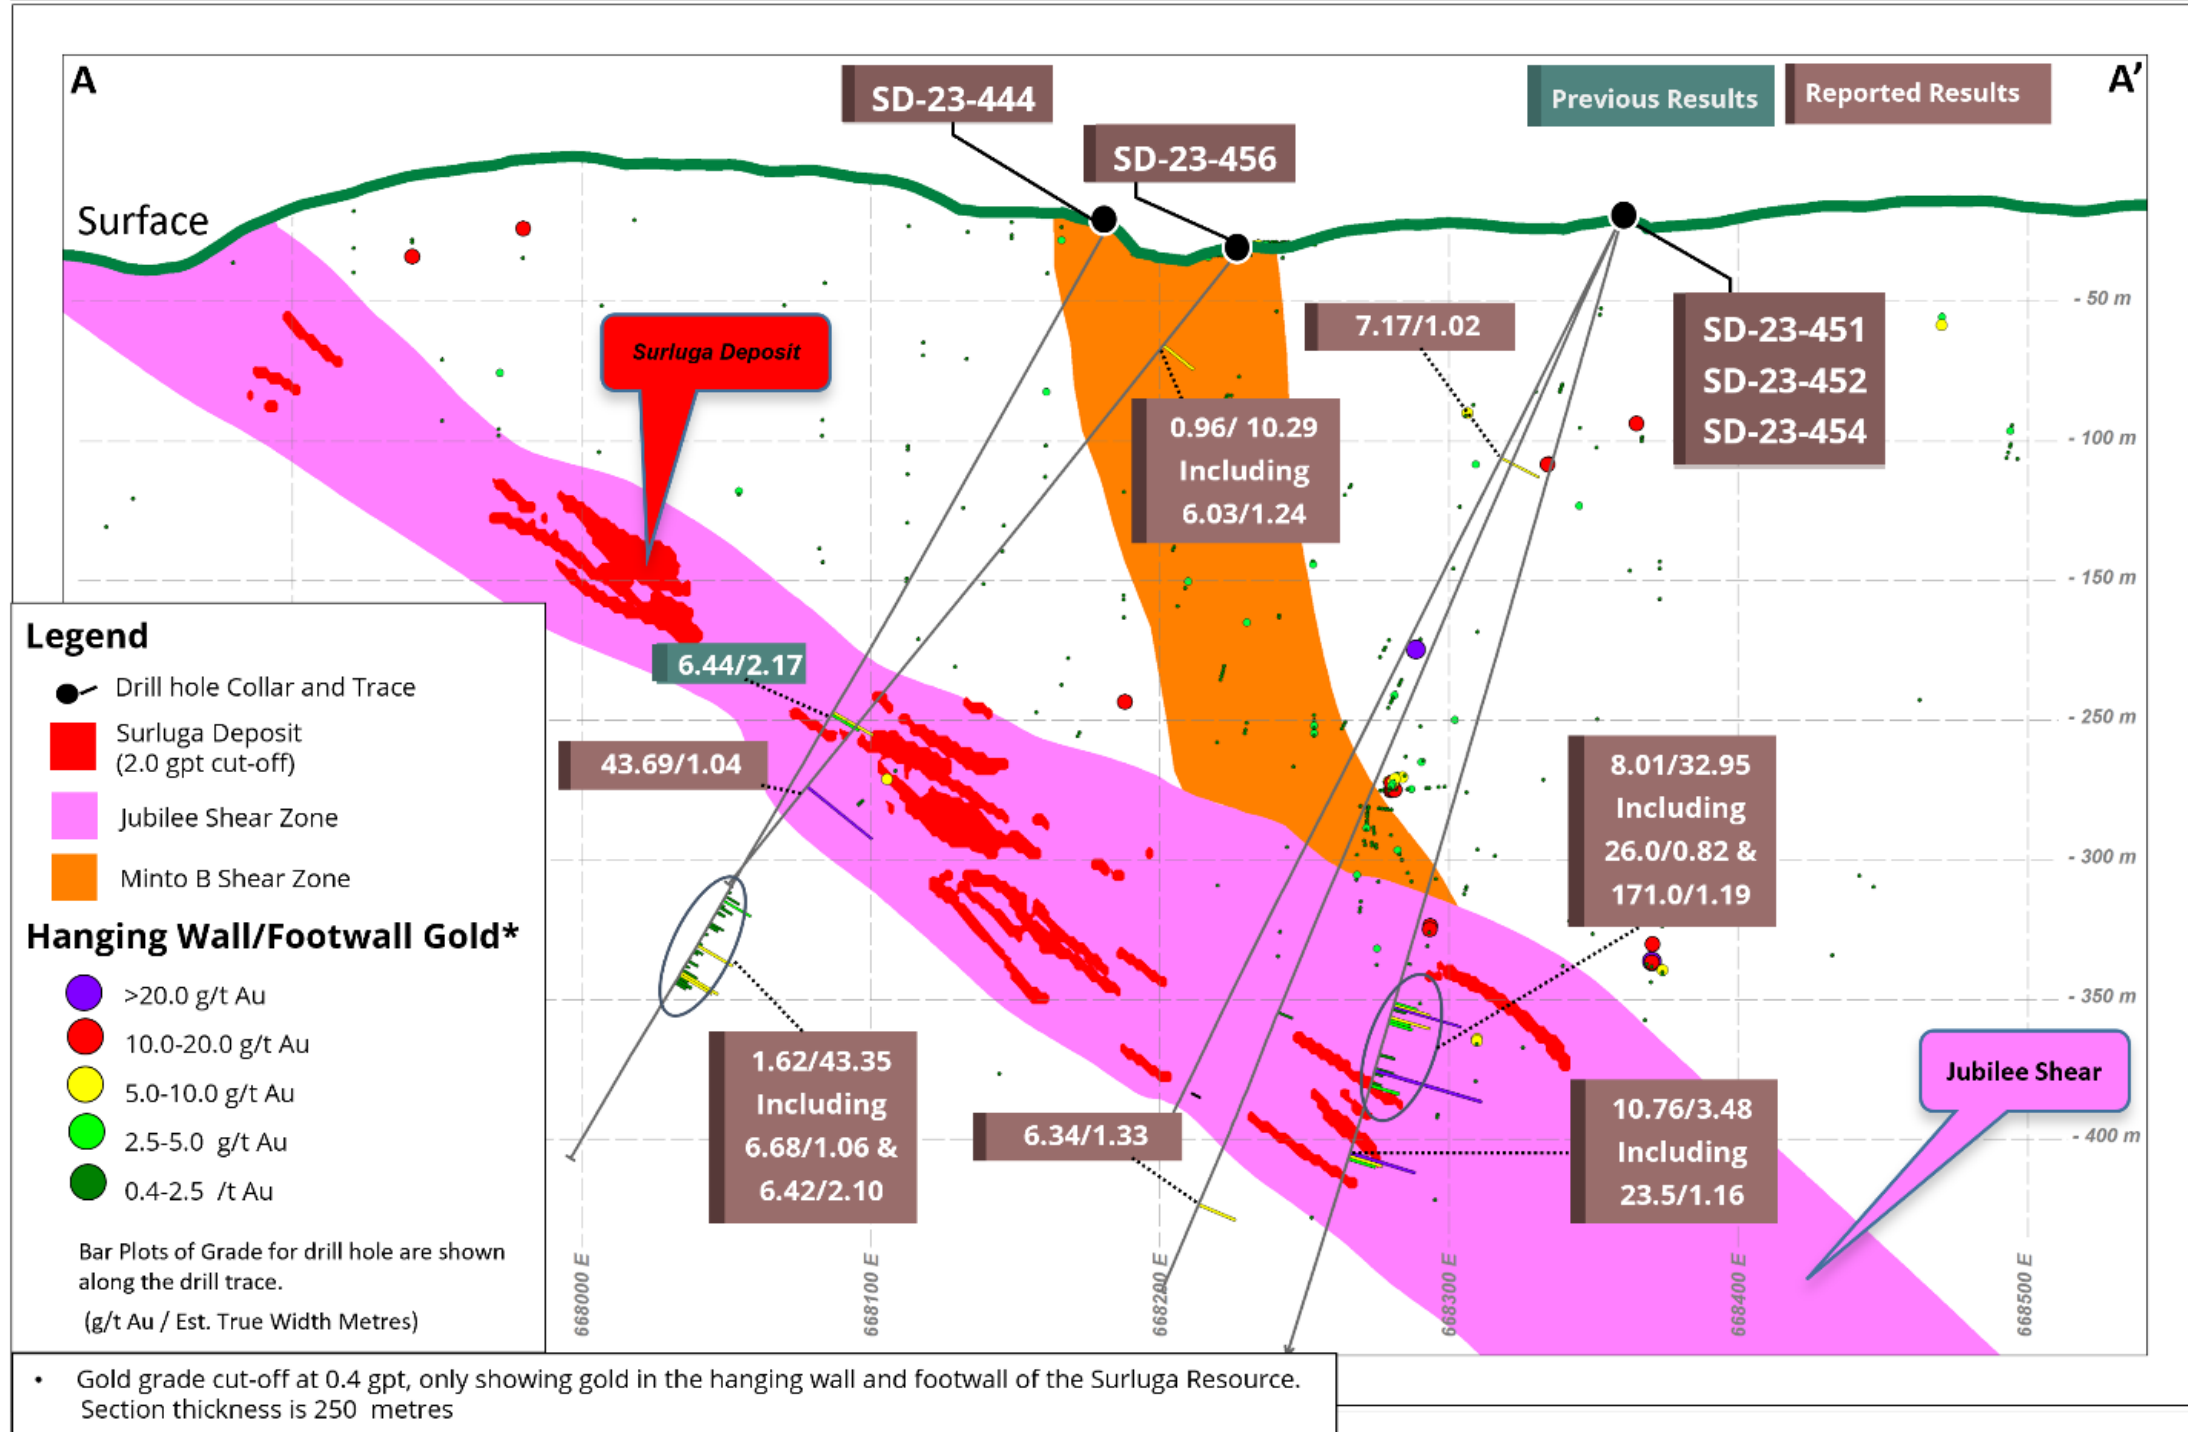 A
A'
SD-23-444
SD-23-456
Previous Results
Reported Results
Surface
- 50 m
7.17/1.02
SD-23-451
SD-23-452
SD-23-454
Surluga Deposit
0.96/ 10.29
Including
6.03/1.24
- 100 m
- 150 m
Legend
Drill hole Collar and Trace
Surluga Deposit
(2.0 gpt cut-off)
Jubilee Shear Zone
Minto B Shear Zone
Hanging Wall/Footwall Gold*
>20.0 g/t Au
10.0-20.0 g/t Au
5.0-10.0 g/t Au
2.5-5.0 g/t Au
0.4-2.5 /t Au
Bar Plots of Grade for drill hole are shown
along the drill trace.
(g/t Au / Est. True Width Metres)
6.44/2.17
- 250 m
43.69/1.04
8.01/32.95
Including
26.0/0.82 &
171.0/1.19
- 300 m
- 350 m
1.62/43.35
Including
6.68/1.06 &
6.42/2.10
6.34/1.33
10.76/3.48
Including
23.5/1.16
Jubilee Shear
- 400 m
668000 E
668100 E
668200 E
668300 E
668400 E
668500 E
• Gold grade cut-off at 0.4 gpt, only showing gold in the hanging wall and footwall of the Surluga Resource.
Section thickness is 250 metres